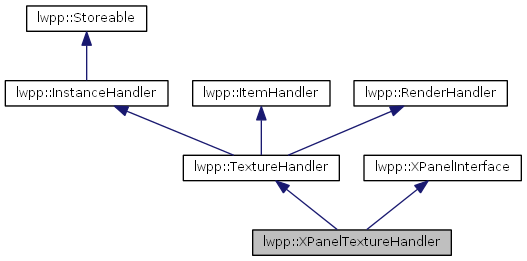 lwpp::Storeable
lwpp::InstanceHandler
lwpp::ItemHandler
lwpp::RenderHandler
lwpp::TextureHandler
lwpp::XPanelInterface
lwpp::XPanelTextureHandler